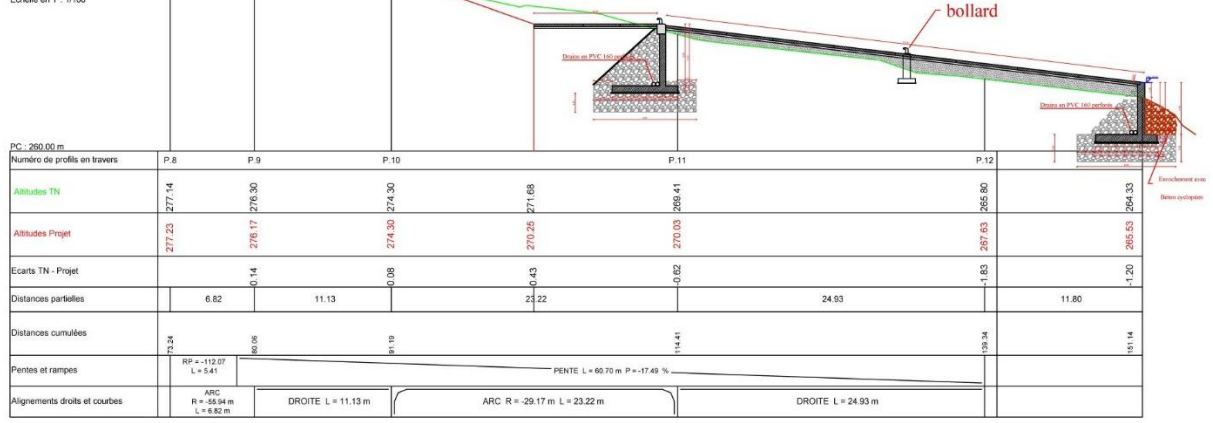 bollard
Drains en PVC 160 perforés
Drains en PVC 160 perforés
Enrochement avec
Béton cyclopéen
PC : 260.00 m
Numéro de profils en travers P.8 P.9 P.10 P.11 P.12
Altitudes TN 277.14 276.30 274.30 271.68 269.41 265.80 264.33
Altitudes Projet 277.23 276.17 274.30 270.25 270.03 267.63 265.53
Ecarts TN - Projet 0.14 0.08 0.43 -0.62 -1.83 -1.20
Distances partielles 6.82 11.13 23.22 24.93 11.80
Distances cumulées 73.24 80.06 91.19 114.41 139.34 151.14
Pentes et rampes RP = -112.07
L = 5.41
PENTE L = 60.70 m P = -17.49 %
Alignements droits et courbes ARC
R = -55.94 m
L = 6.82 m
DROITE L = 11.13 m ARC R = -29.17 m L = 23.22 m DROITE L = 24.93 m